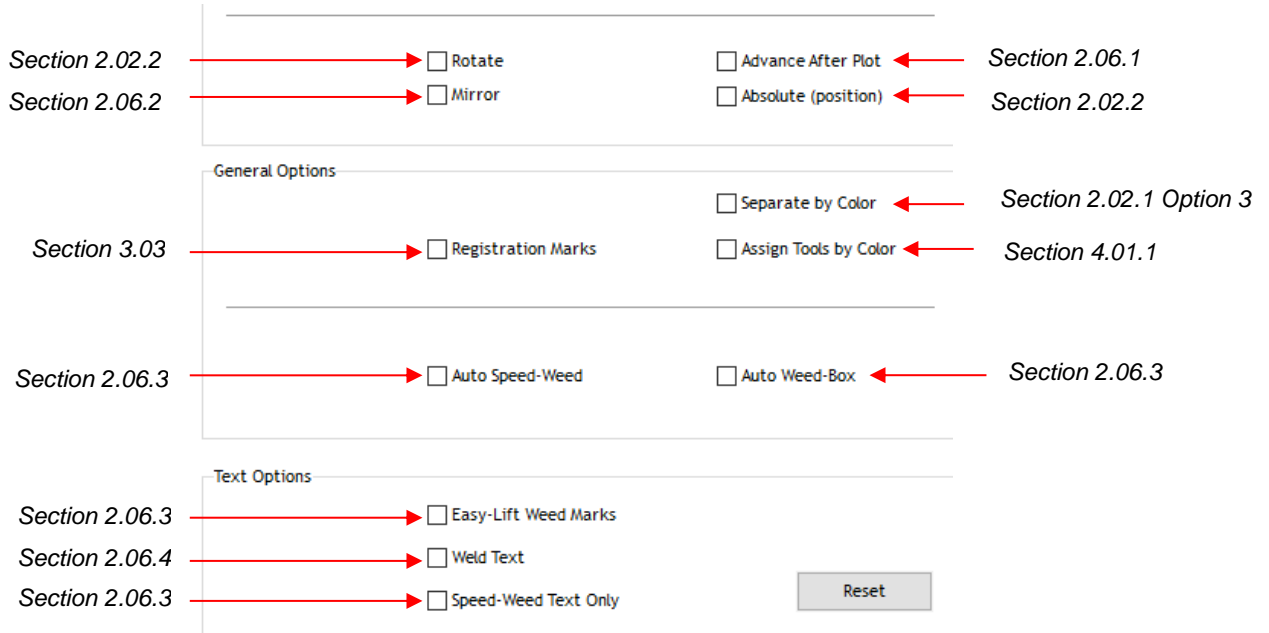 Section 2.02.2 Rotate Advance After Plot Section 2.06.1
Section 2.06.2 Mirror Absolute (position) Section 2.02.2
General Options
Separate by Color Section 2.02.1 Option 3
Section 3.03 Registration Marks Assign Tools by Color Section 4.01.1
Section 2.06.3 Auto Speed-Weed Auto Weed-Box Section 2.06.3
Text Options
Section 2.06.3 Easy-Lift Weed Marks
Section 2.06.4 Weld Text
Section 2.06.3 Speed-Weed Text Only Reset